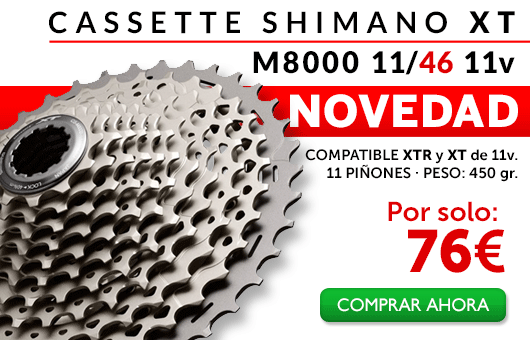 CASSETTE SHIMANO XT
M8000 11/46 11v
NOVEDAD
COMPATIBLE XTR y XT de 11v.
11 PIÑONES · PESO: 450 gr.
Por solo:
76€
COMPRAR AHORA